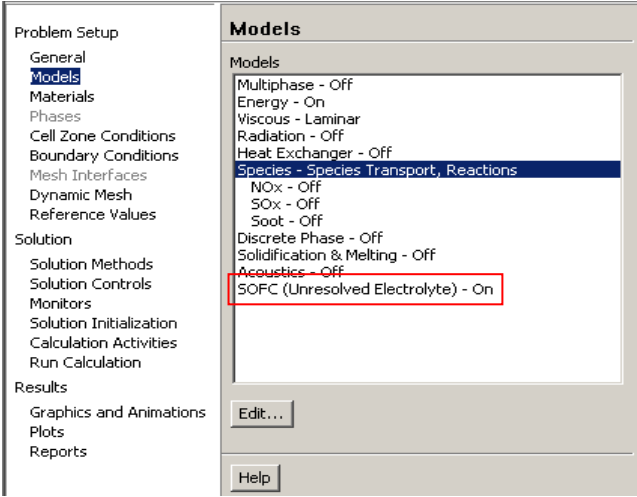 Problem Setup
General
Models
Materials
Phases
Cell Zone Conditions
Boundary Conditions
Mesh Interfaces
Dynamic Mesh
Reference Values
Solution
Solution Methods
Solution Controls
Monitors
Solution Initialization
Calculation Activities
Run Calculation
Results
Graphics and Animations
Plots
Reports
Models
Models
Multiphase - Off
Energy - On
Viscous - Laminar
Radiation - Off
Heat Exchanger - Off
Species - Species Transport, Reactions
NOx - Off
SOx - Off
Soot - Off
Discrete Phase - Off
Solidification & Melting - Off
Acoustics - Off
SOFC (Unresolved Electrolyte) - On
Edit...
Help